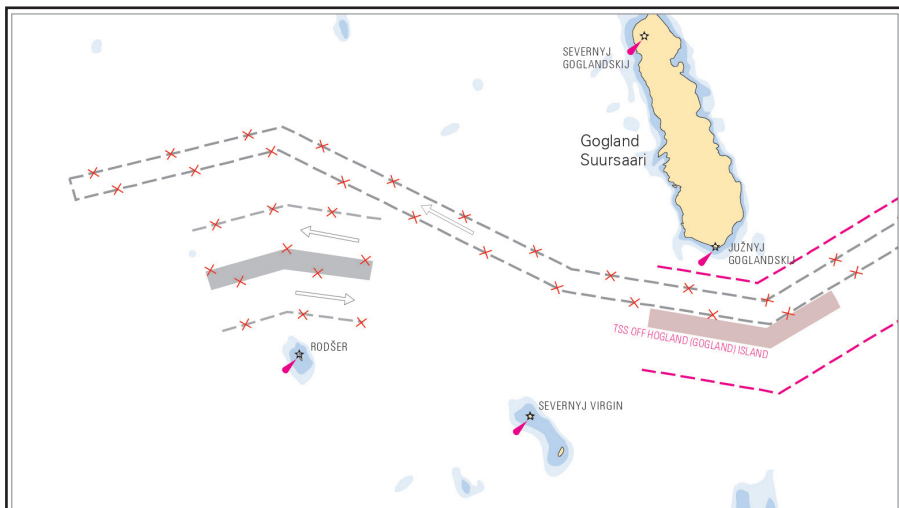 SEVERNYJ
GOGLANDSKIJ
Gogland
Suursaari
JUŽNYJ
GOGLANDSKIJ
TSS OFF HOGLAND (GOGLAND) ISLAND
RODŠER
SEVERNYJ VIRGIN